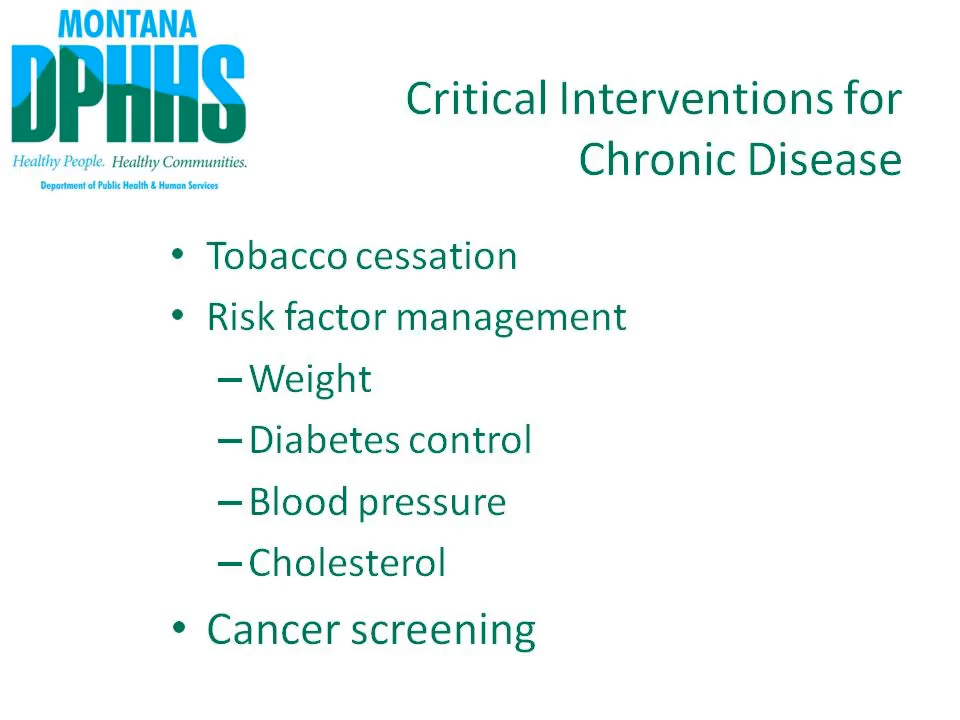 MONTANA
DPHHS
Healthy People. Healthy Communities.
Department of Public Health & Human Services
Critical Interventions for
Chronic Disease
• Tobacco cessation
• Risk factor management
– Weight
– Diabetes control
– Blood pressure
– Cholesterol
• Cancer screening